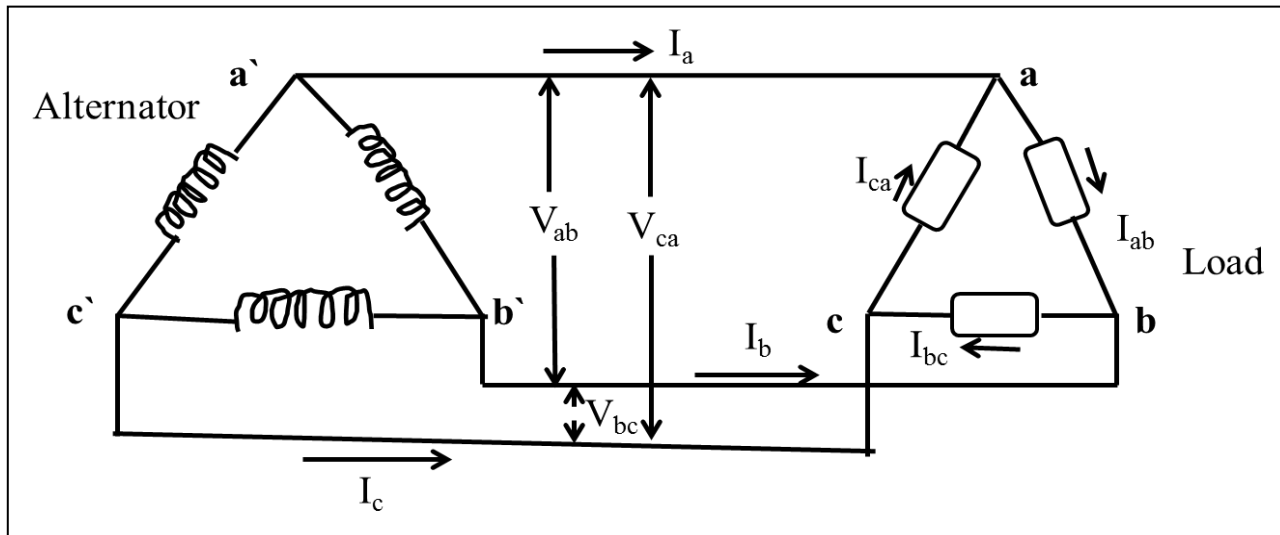 I_a
a`
a
Alternator
I_ca
V_ab
V_ca
I_ab
Load
c`
b`
c
b
I_b
I_bc
V_bc
I_c